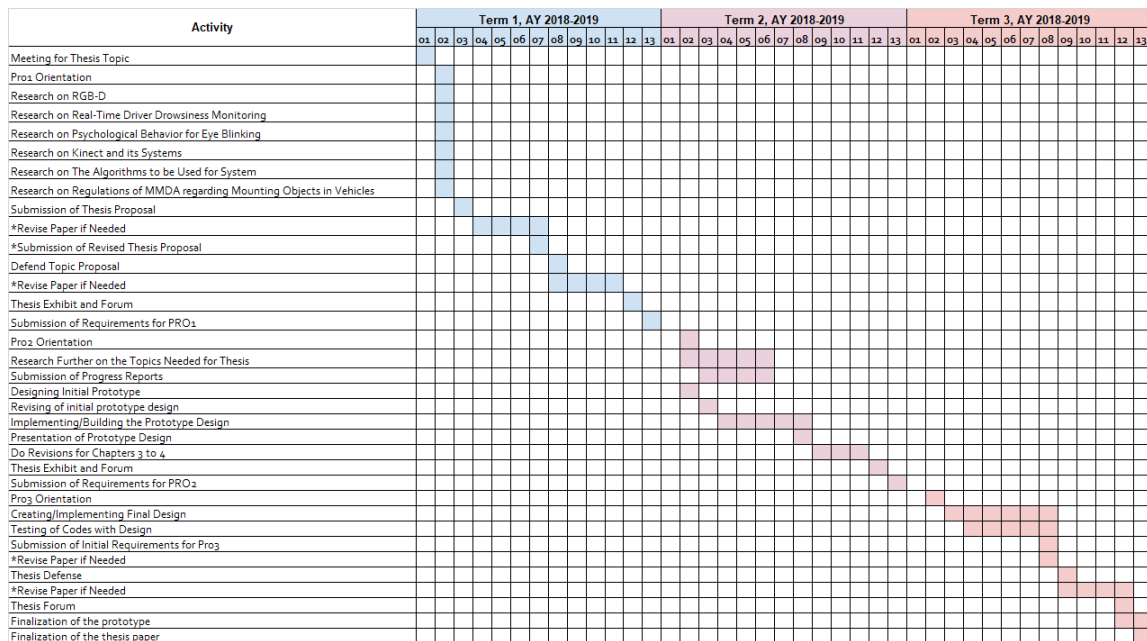 Activity
Term 1, AY 2018-2019
Term 2, AY 2018-2019
Term 3, AY 2018-2019
01 02 03 04 05 06 07 08 09 10 11 12 13 01 02 03 04 05 06 07 08 09 10 11 12 13 01 02 03 04 05 06 07 08 09 10 11 12 13
Meeting for Thesis Topic
Pro1 Orientation
Research on RGB-D
Research on Real-Time Driver Drowsiness Monitoring
Research on Psychological Behavior for Eye Blinking
Research on Kinect and its Systems
Research on The Algorithms to be Used for System
Research on Regulations of MMDA regarding Mounting Objects in Vehicles
Submission of Thesis Proposal
*Revise Paper if Needed
*Submission of Revised Thesis Proposal
Defend Topic Proposal
*Revise Paper if Needed
Thesis Exhibit and Forum
Submission of Requirements for PRO1
Pro2 Orientation
Research Further on the Topics Needed for Thesis
Submission of Progress Reports
Designing Initial Prototype
Revising of initial prototype design
Implementing/Building the Prototype Design
Presentation of Prototype Design
Do Revisions for Chapters 3 to 4
Thesis Exhibit and Forum
Submission of Requirements for PRO2
Pro3 Orientation
Creating/Implementing Final Design
Testing of Codes with Design
Submission of Initial Requirements for Pro3
*Revise Paper if Needed
Thesis Defense
*Revise Paper if Needed
Thesis Forum
Finalization of the prototype
Finalization of the thesis paper